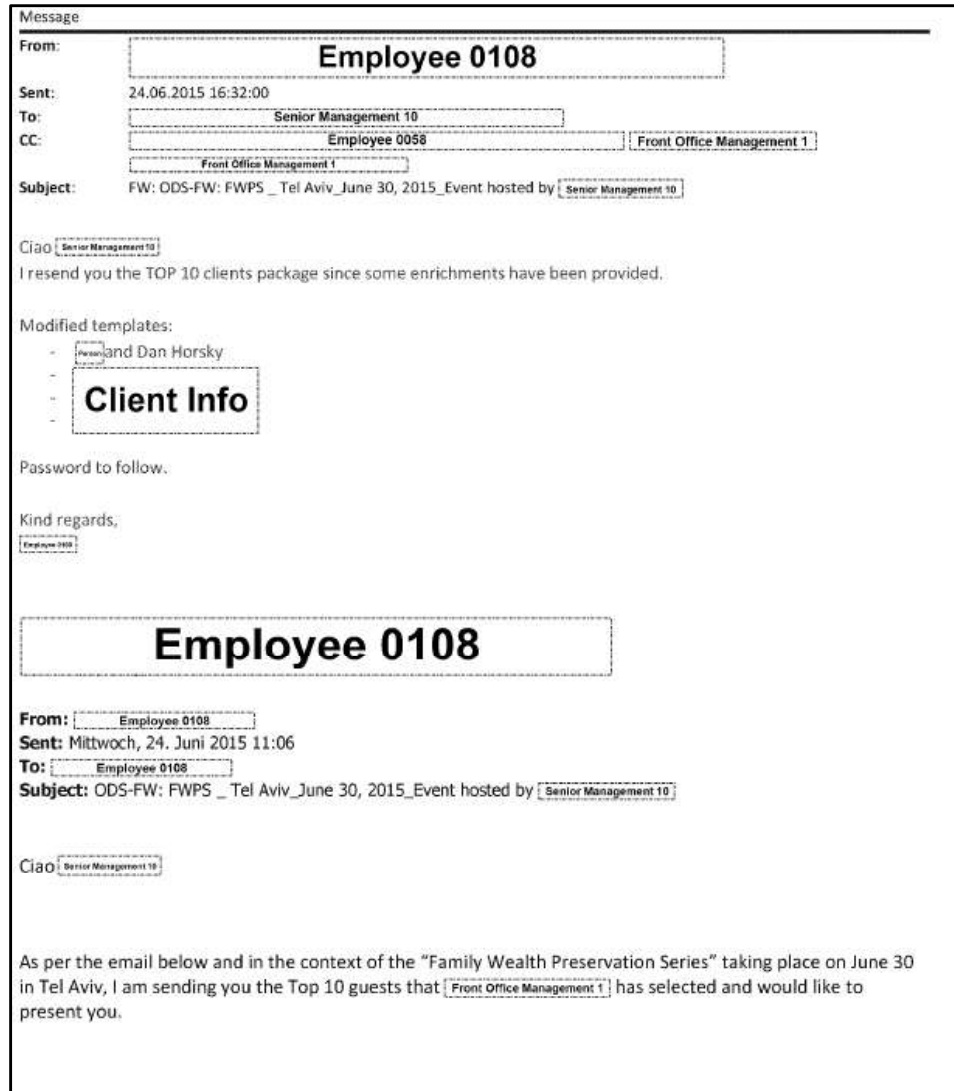 Message
From: Employee 0108
Sent: 24.06.2015 16:32:00
To: Senior Management 10
CC: Employee 0058 Front Office Management 1
Front Office Management 1
Subject: FW: ODS-FW: FWPS _ Tel Aviv_June 30, 2015_Event hosted by Senior Management 10
Ciao Senior Management 10
I resend you the TOP 10 clients package since some enrichments have been provided.
Modified templates:
- Person and Dan Horsky
-
- Client Info
-
Password to follow.
Kind regards,
Employee 0108
Employee 0108
From: Employee 0108
Sent: Mittwoch, 24. Juni 2015 11:06
To: Employee 0108
Subject: ODS-FW: FWPS _ Tel Aviv_June 30, 2015_Event hosted by Senior Management 10
Ciao Senior Management 10
As per the email below and in the context of the “Family Wealth Preservation Series” taking place on June 30
in Tel Aviv, I am sending you the Top 10 guests that Front Office Management 1 has selected and would like to
present you.